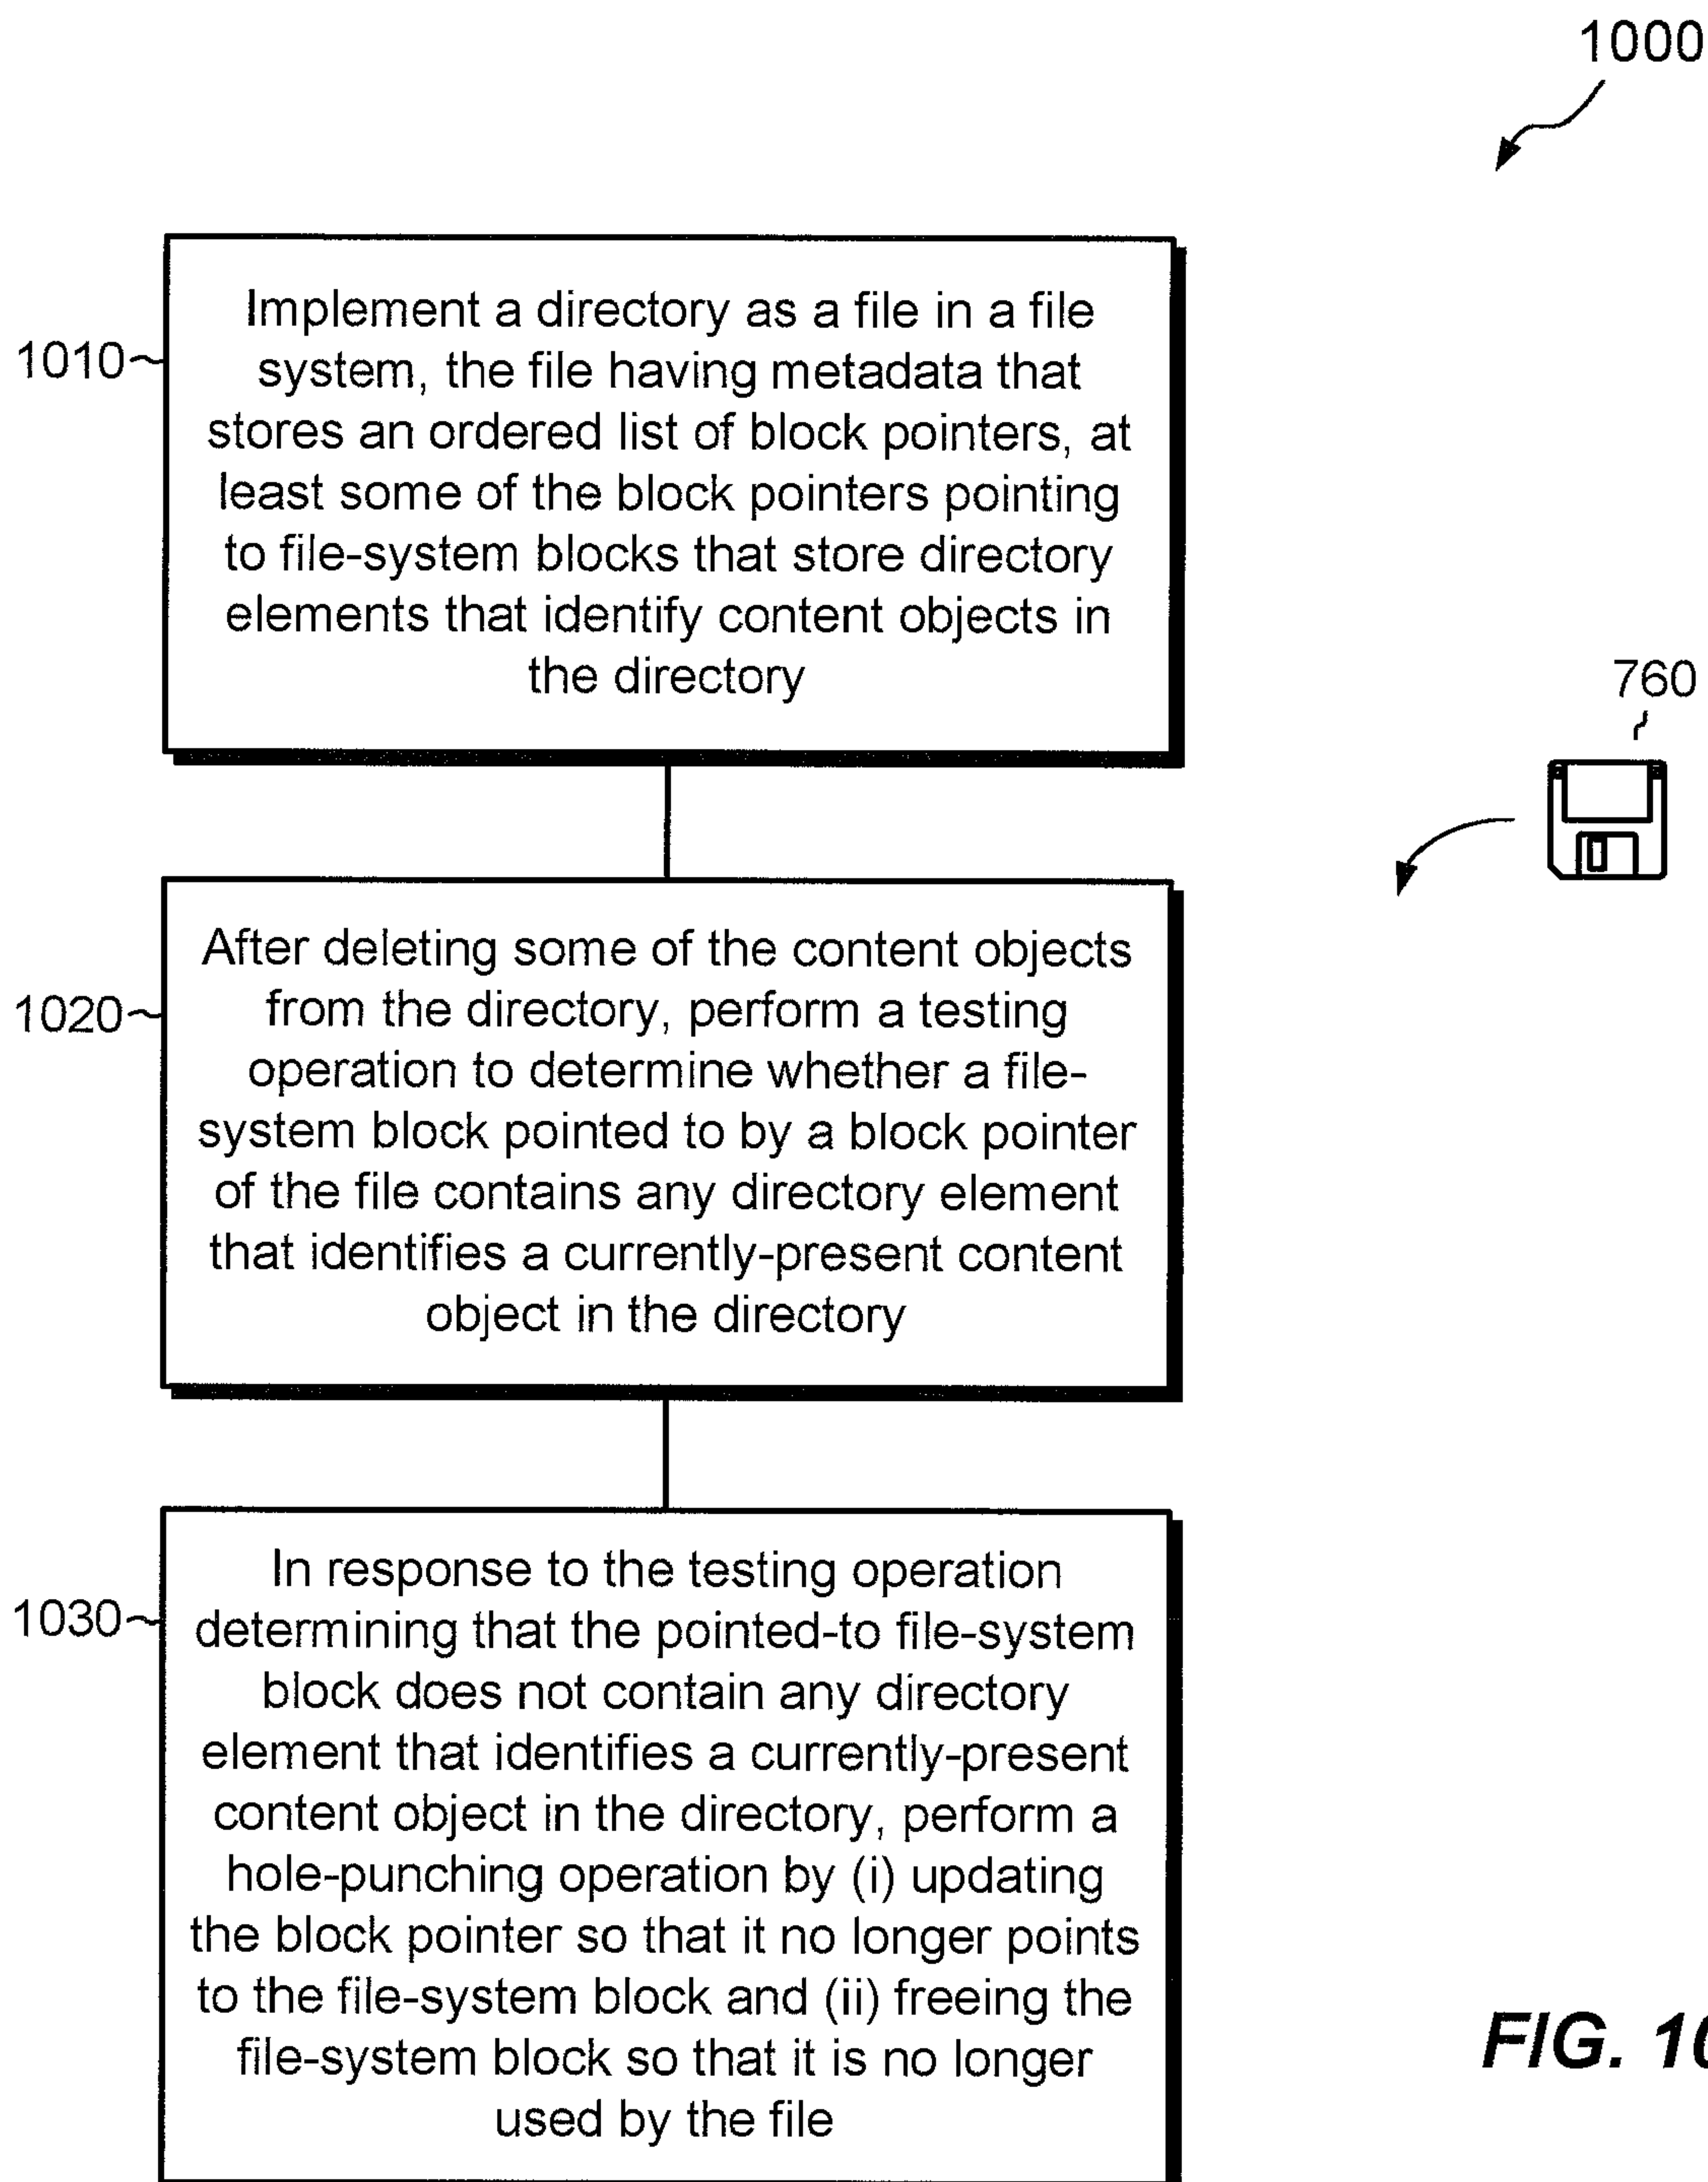 1000
1010
Implement a directory as a file in a file
system, the file having metadata that
stores an ordered list of block pointers, at
least some of the block pointers pointing
to file-system blocks that store directory
elements that identify content objects in
the directory
760
1020
After deleting some of the content objects
from the directory, perform a testing
operation to determine whether a file-
system block pointed to by a block pointer
of the file contains any directory element
that identifies a currently-present content
object in the directory
1030
In response to the testing operation
determining that the pointed-to file-system
block does not contain any directory
element that identifies a currently-present
content object in the directory, perform a
hole-punching operation by (i) updating
the block pointer so that it no longer points
to the file-system block and (ii) freeing the
file-system block so that it is no longer
used by the file
FIG. 10